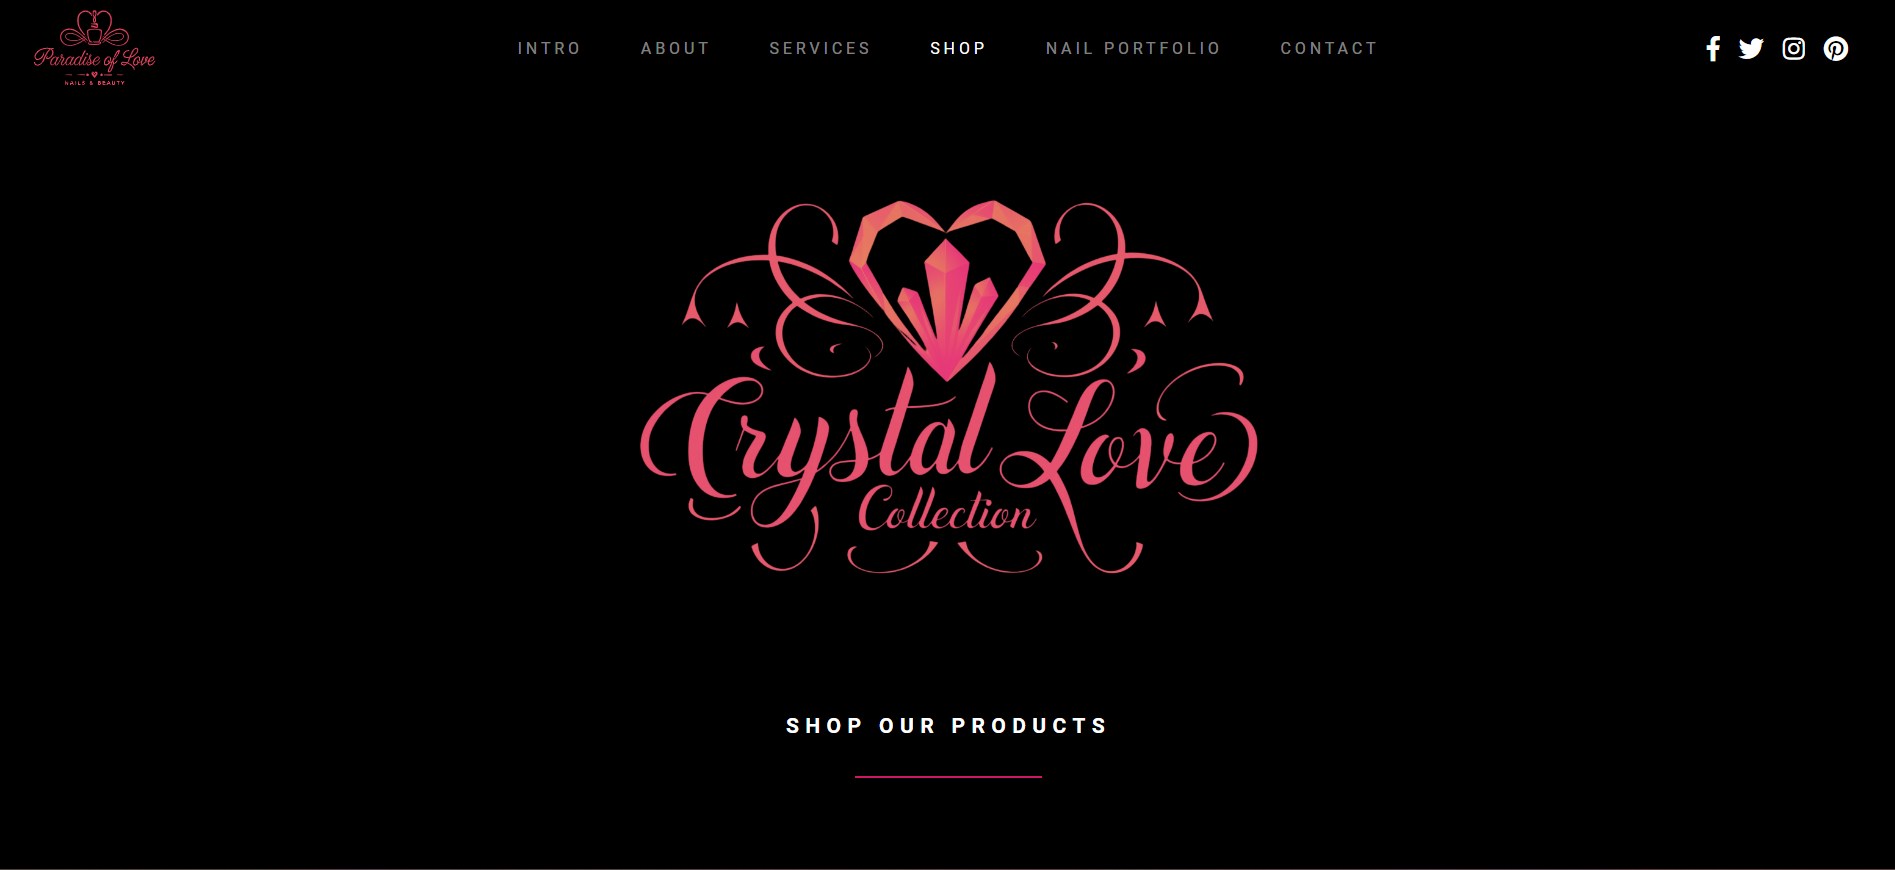 Paradise of Love
NAILS & BEAUTY
INTRO ABOUT SERVICES SHOP NAIL PORTFOLIO CONTACT
Crystal Love
Collection
SHOP OUR PRODUCTS